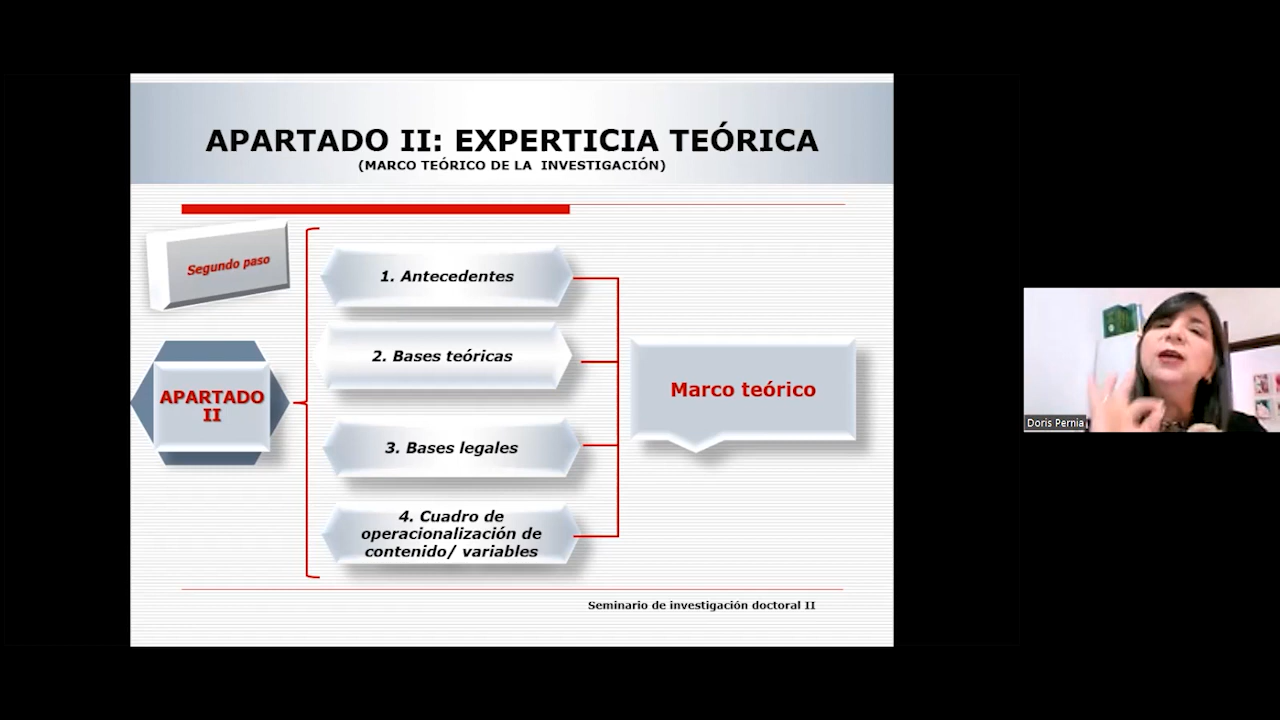 APARTADO II: EXPERTICIA TEÓRICA
(MARCO TEÓRICO DE LA INVESTIGACIÓN)
Segundo paso
APARTADO
II
1. Antecedentes
2. Bases teóricas
3. Bases legales
4. Cuadro de
operacionalización de
contenido/ variables
Marco teórico
Seminario de investigación doctoral II
Doris Pernia